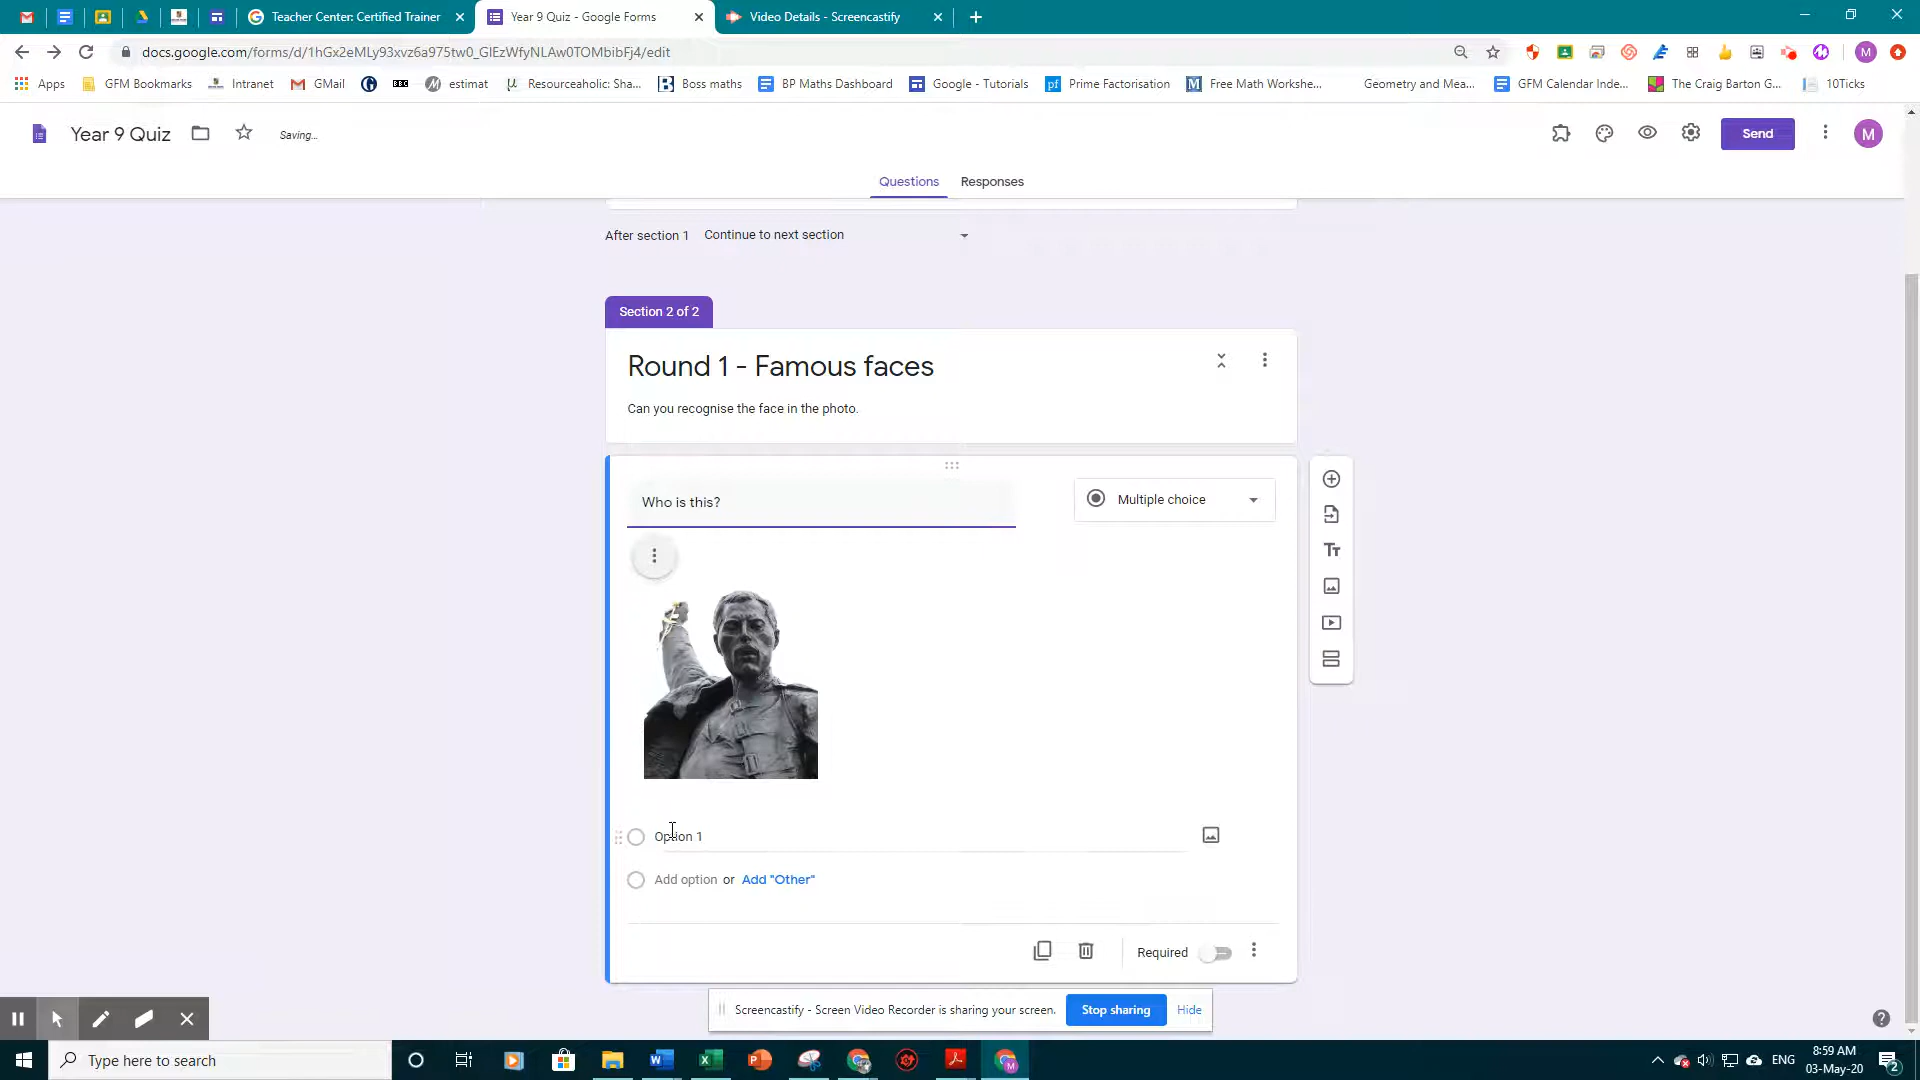 Teacher Center: Certified Trainer
Year 9 Quiz - Google Forms
Video Details - Screencastify
docs.google.com/forms/d/1hGx2eMLy93xvz6a975tw0_GlEzWfyNLAw0TOMbibFj4/edit
Apps GFM Bookmarks Intranet GMail BBC estimat Resourceaholic: Sha... Boss maths BP Maths Dashboard Google - Tutorials pf Prime Factorisation Free Math Workshe... Geometry and Mea... GFM Calendar Inde... The Craig Barton G... 10Ticks
Year 9 Quiz Saving... Send M
Questions Responses
After section 1 Continue to next section
Section 2 of 2
Round 1 - Famous faces
Can you recognise the face in the photo.
Who is this? Multiple choice
Tт
Option 1
Add option or Add "Other"
Required
Screencastify - Screen Video Recorder is sharing your screen. Stop sharing Hide
Type here to search
ENG
8:59 AM
03-May-20
2